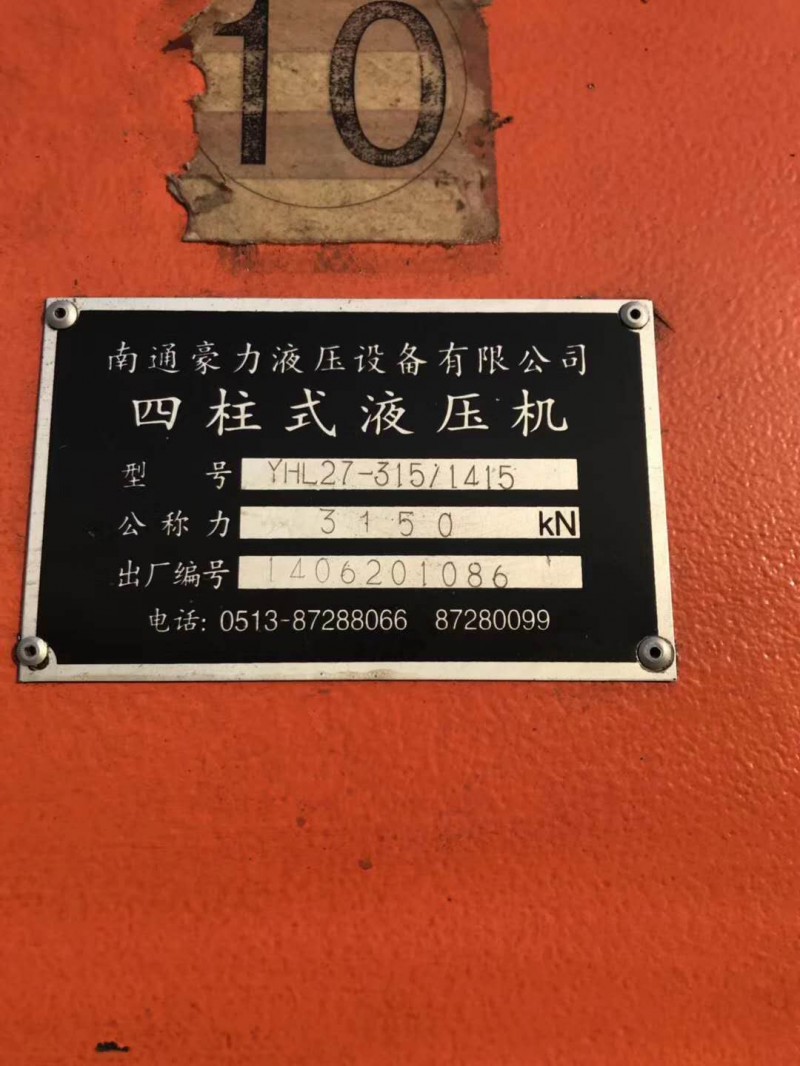 10
南通豪力液压设备有限公司
四柱式液压机
型号 YHL27-315/1415
公称力 3150 kN
出厂编号 1406201086
电话: 0513-87288066 87280099